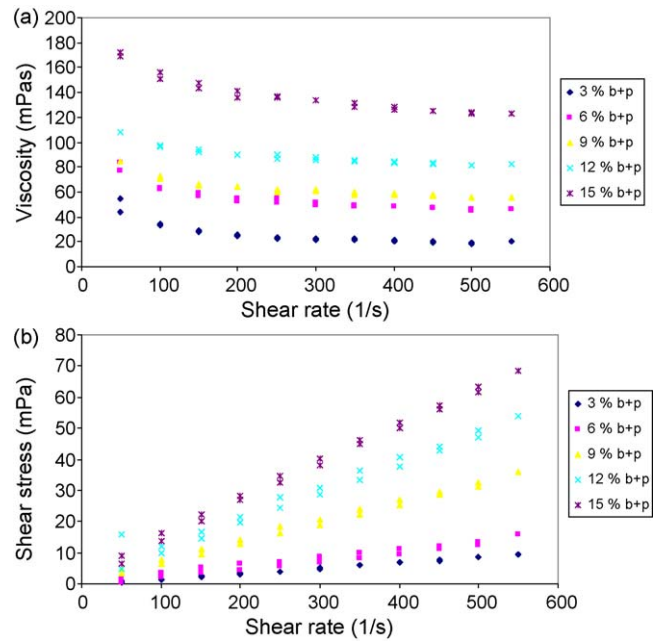 (a)
200
180
160
140
120
100
80
60
40
20
0
Viscosity (mPas)
0 100 200 300 400 500 600
Shear rate (1/s)
3 % b+p
6 % b+p
9 % b+p
12 % b+p
15 % b+p
(b)
80
70
60
50
40
30
20
10
0
Shear stress (mPa)
0 100 200 300 400 500 600
Shear rate (1/s)
3 % b+p
6 % b+p
9 % b+p
12 % b+p
15 % b+p